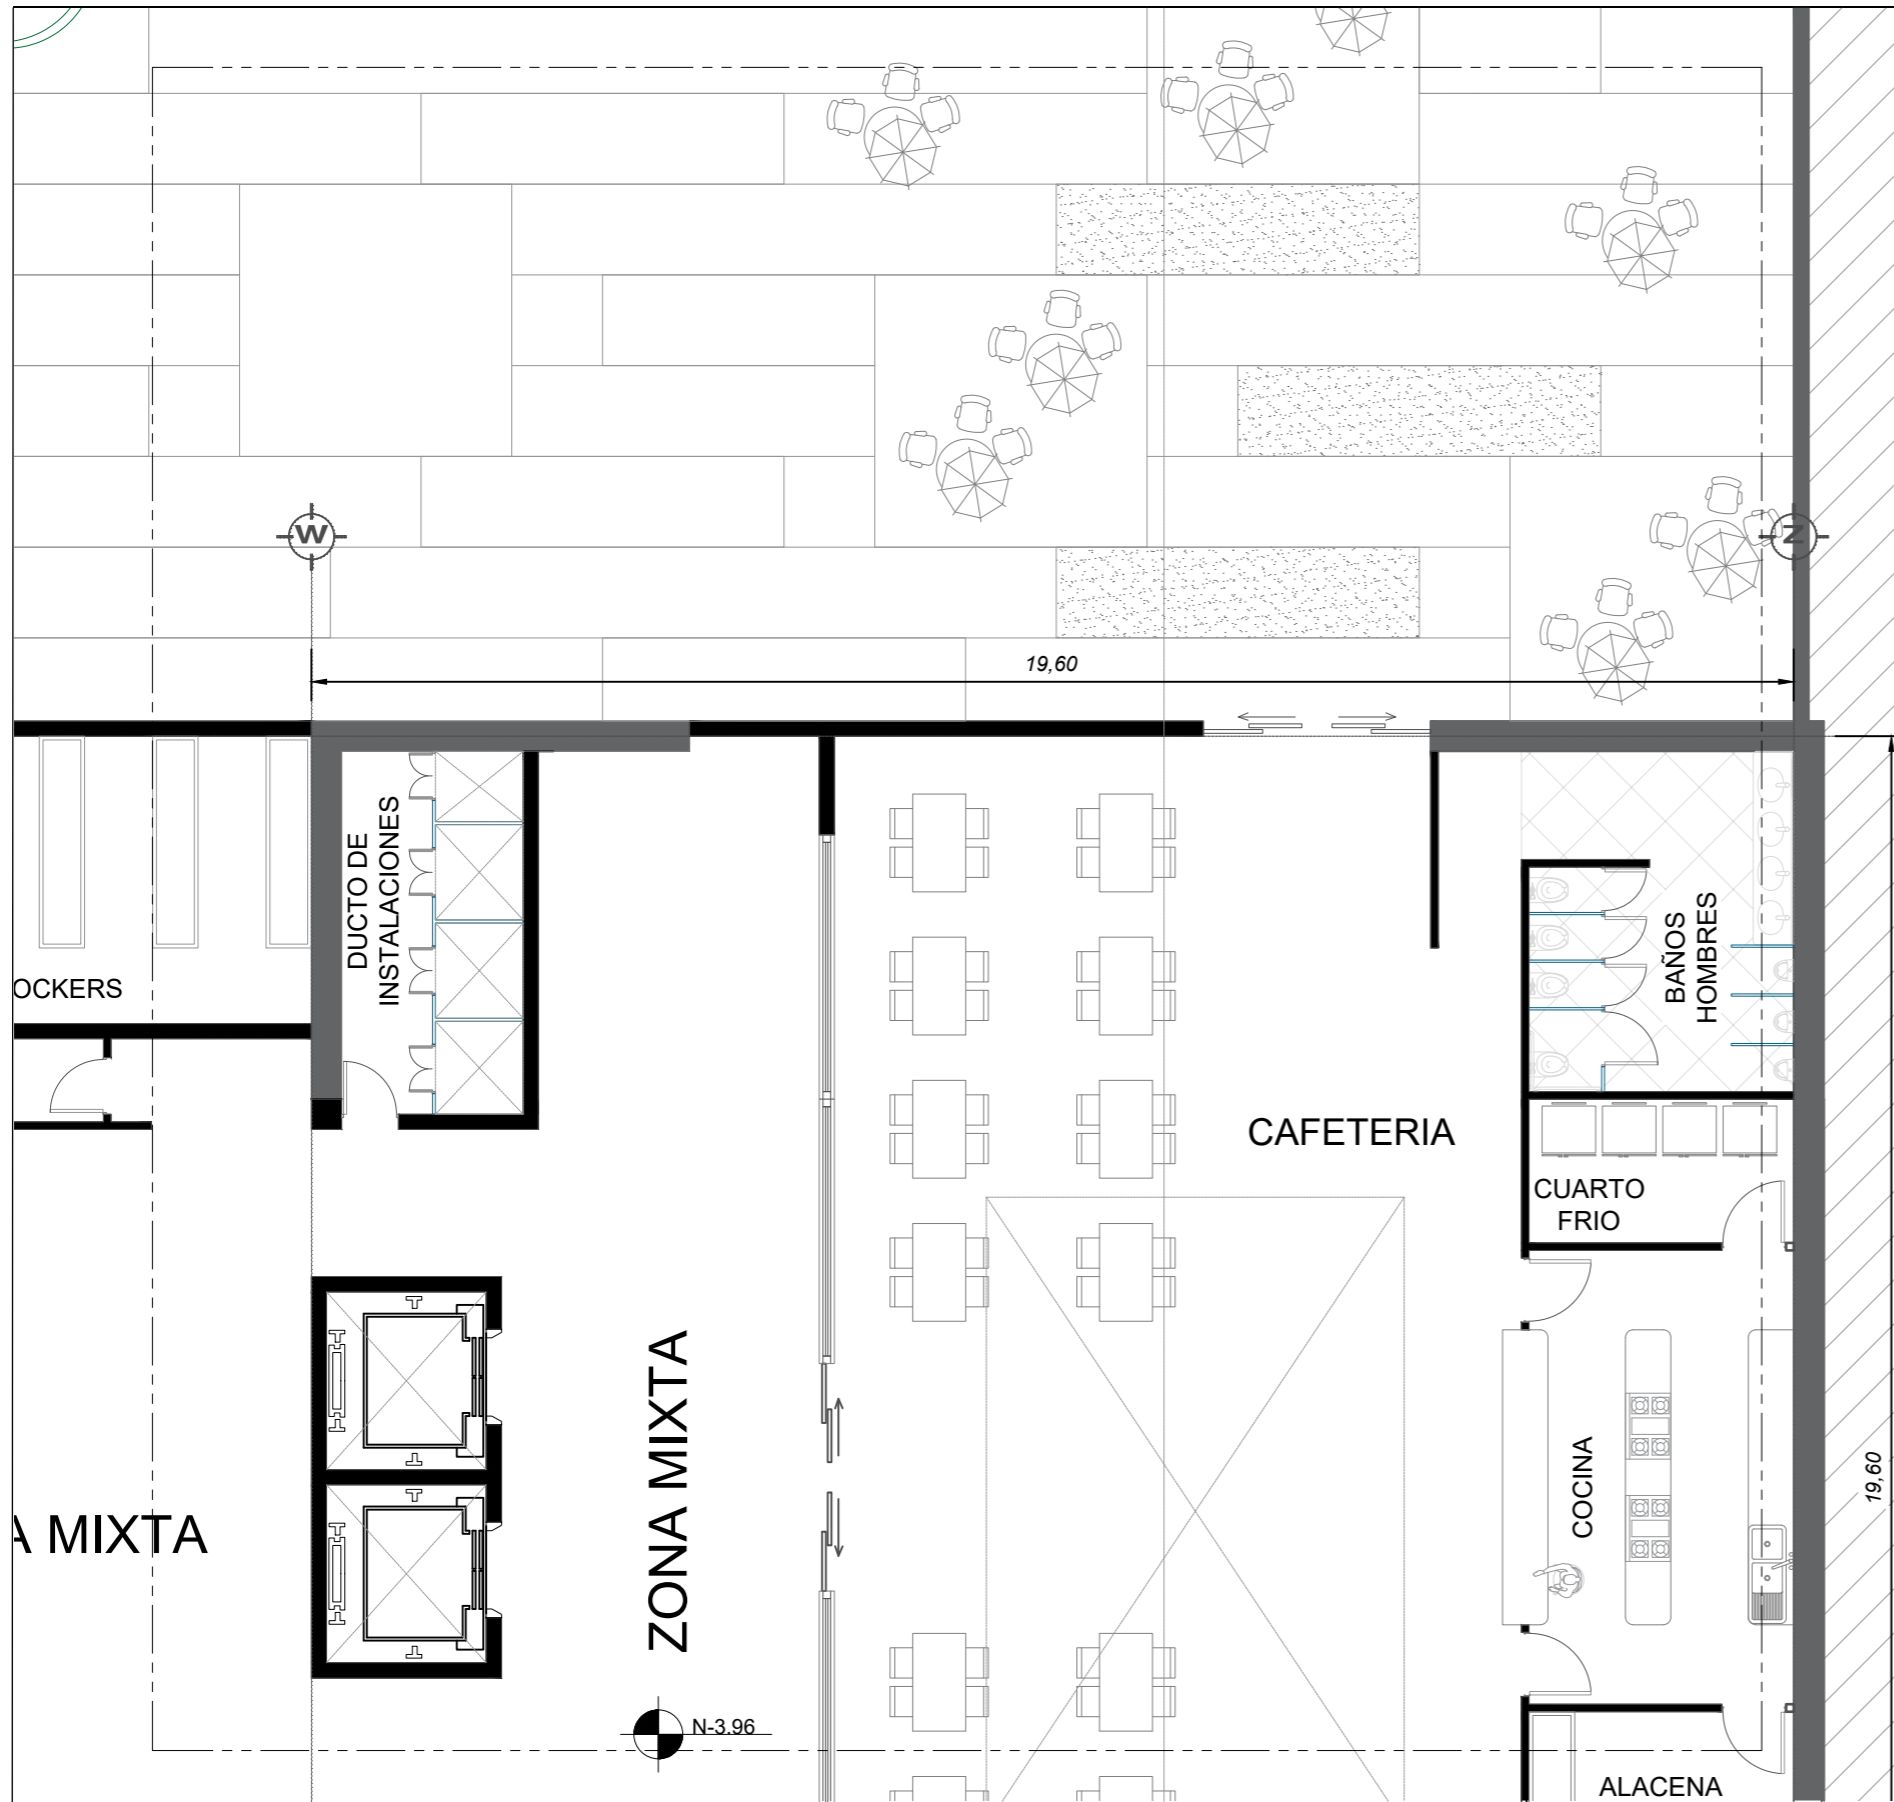 W
Z
19,60
DUCTO DE
INSTALACIONES
OCKERS
BAÑOS
HOMBRES
CAFETERIA
CUARTO
FRIO
ZONA MIXTA
COCINA
19,60
A MIXTA
N-3.96
ALACENA